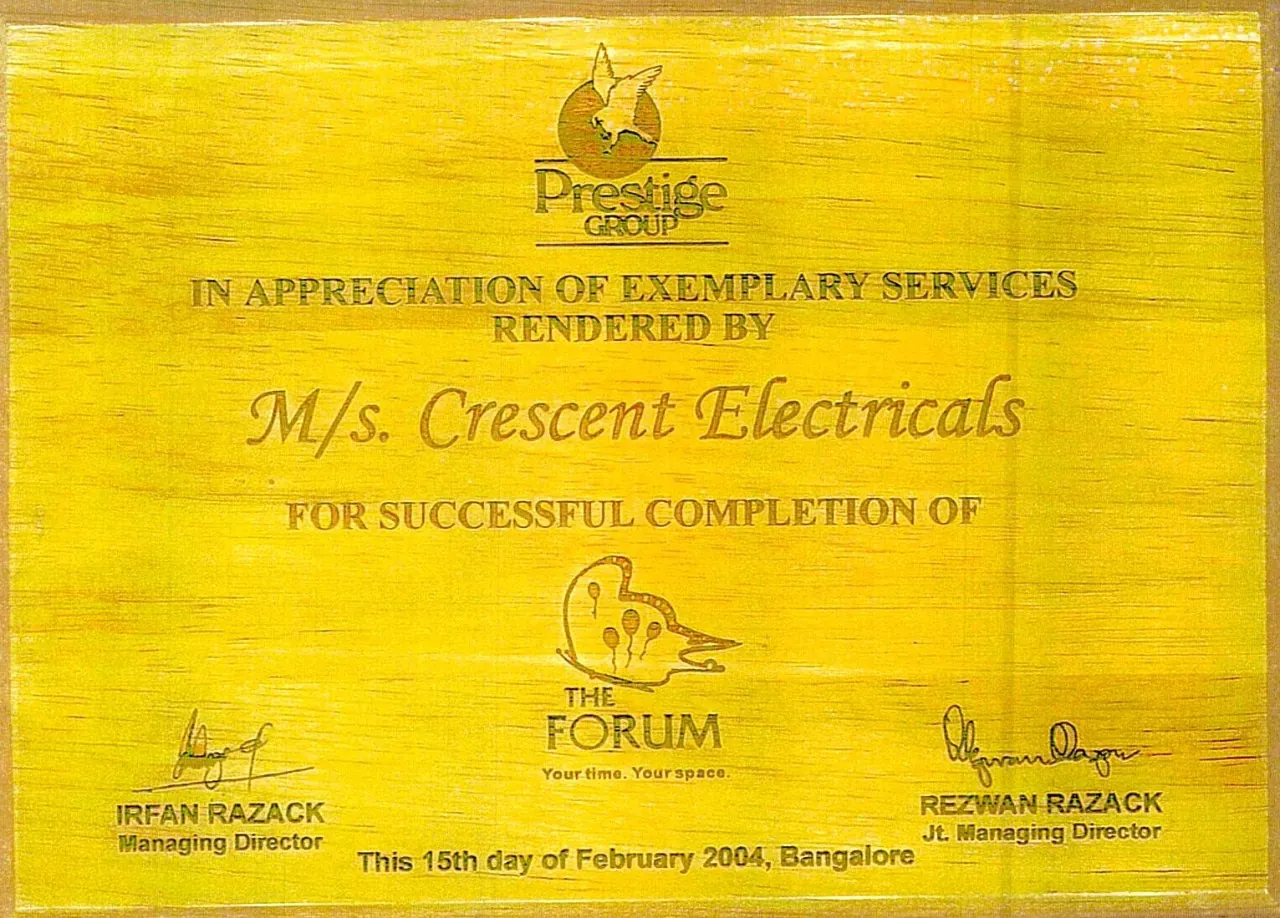 Prestige
GROUP
IN APPRECIATION OF EXEMPLARY SERVICES
RENDERED BY
M/s. Crescent Electricals
FOR SUCCESSFUL COMPLETION OF
THE
FORUM
Your time. Your space.
IRFAN RAZACK
Managing Director
REZWAN RAZACK
Jt. Managing Director
This 15th day of February 2004, Bangalore